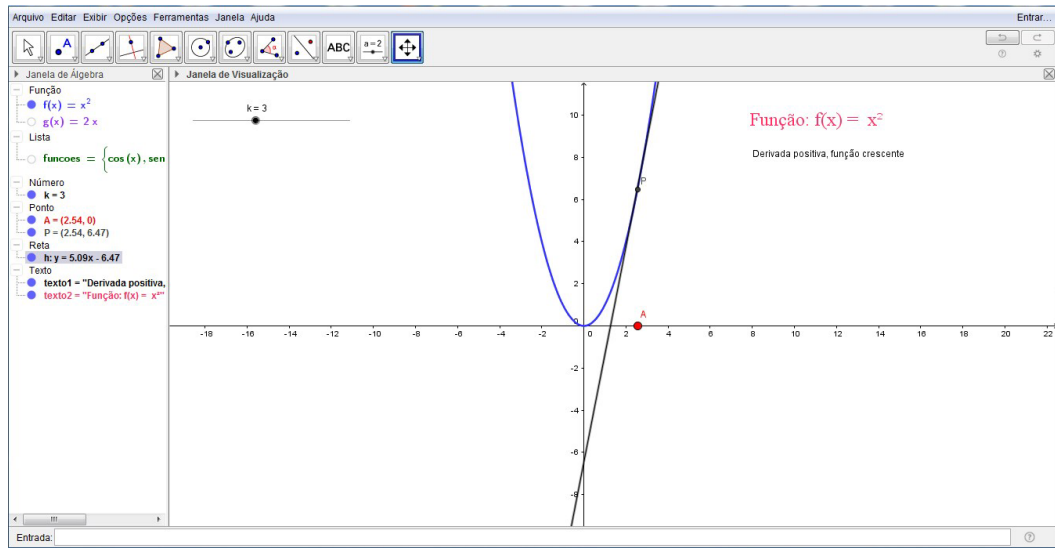 Arquivo Editar Exibir Opções Ferramentas Janela Ajuda Entrar...
A ABC a=2
Janela de Álgebra
Janela de Visualização
Função
f(x) = x²
g(x) = 2 x
Lista
funcoes = {cos (x) , sen
Número
k = 3
Ponto
A = (2.54, 0)
P = (2.54, 6.47)
Reta
h: y = 5.09x - 6.47
Texto
texto1 = "Derivada positiva,
texto2 = "Função: f(x) = x²"
k = 3
Função: f(x) = x²
Derivada positiva, função crescente
P
A
10
8
6
4
2
0
-2
-4
-6
-8
-18 -16 -14 -12 -10 -8 -6 -4 -2 0 2 4 6 8 10 12 14 16 18 20 22
Entrada: